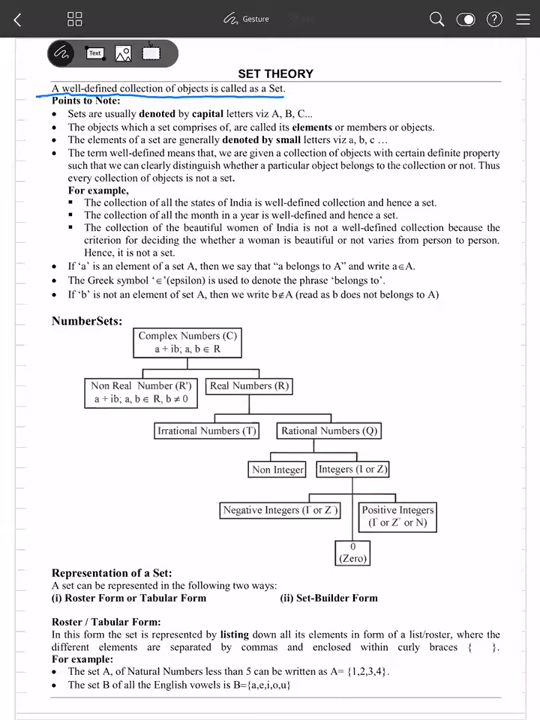 Gesture
Text
SET THEORY
A well-defined collection of objects is called as a Set.
Points to Note:
• Sets are usually denoted by capital letters viz A, B, C...
• The objects which a set comprises of, are called its elements or members or objects.
• The elements of a set are generally denoted by small letters viz a, b, c …
• The term well-defined means that, we are given a collection of objects with certain definite property
such that we can clearly distinguish whether a particular object belongs to the collection or not. Thus
every collection of objects is not a set.
For example,
▪ The collection of all the states of India is well-defined collection and hence a set.
▪ The collection of all the month in a year is well-defined and hence a set.
▪ The collection of the beautiful women of India is not a well-defined collection because the
criterion for deciding the whether a woman is beautiful or not varies from person to person.
Hence, it is not a set.
• If ‘a’ is an element of a set A, then we say that “a belongs to A” and write a∈A.
• The Greek symbol ‘∈’(epsilon) is used to denote the phrase ‘belongs to’.
• If ‘b’ is not an element of set A, then we write b∉A (read as b does not belongs to A)
NumberSets:
Complex Numbers (C)
a + ib; a, b ∈ R
Non Real Number (R')
a + ib; a, b ∈ R, b ≠ 0
Real Numbers (R)
Irrational Numbers (T)
Rational Numbers (Q)
Non Integer
Integers (I or Z)
Negative Integers (I⁻ or Z⁻)
Positive Integers
(I⁺ or Z⁺ or N)
0
(Zero)
Representation of a Set:
A set can be represented in the following two ways:
(i) Roster Form or Tabular Form (ii) Set-Builder Form
Roster / Tabular Form:
In this form the set is represented by listing down all its elements in form of a list/roster, where the
different elements are separated by commas and enclosed within curly braces { }.
For example:
• The set A, of Natural Numbers less than 5 can be written as A= {1,2,3,4}.
• The set B of all the English vowels is B={a,e,i,o,u}